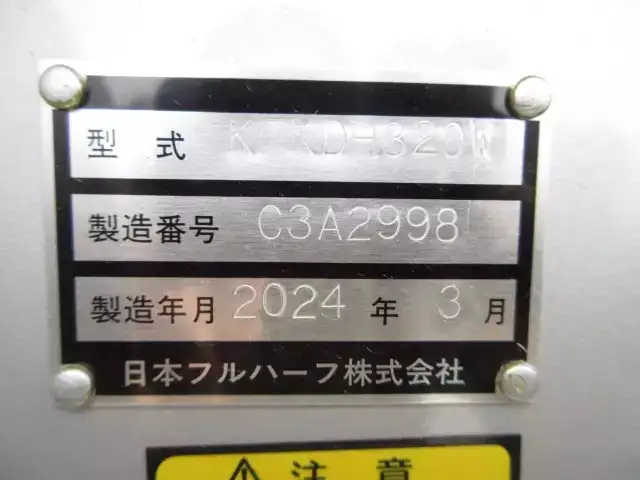 型式 KFKDH320W
製造番号 C3A2998
製造年月 2024 年 3 月
日本フルハーフ株式会社
⚠注意